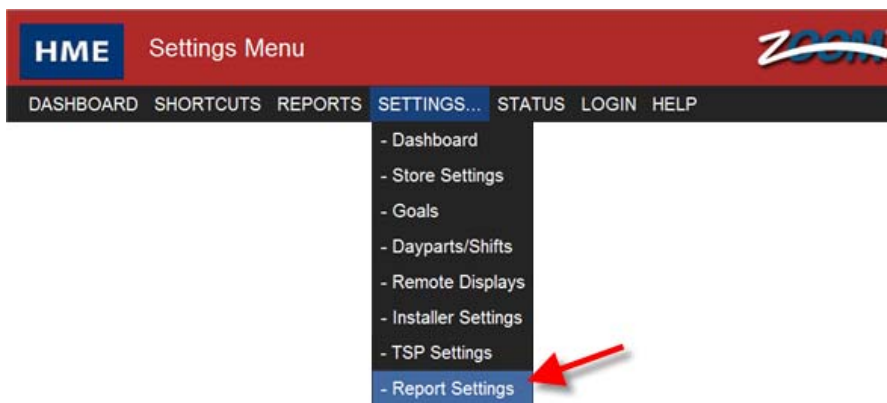 HME Settings Menu ZOOM
DASHBOARD SHORTCUTS REPORTS SETTINGS... STATUS LOGIN HELP
- Dashboard
- Store Settings
- Goals
- Dayparts/Shifts
- Remote Displays
- Installer Settings
- TSP Settings
- Report Settings